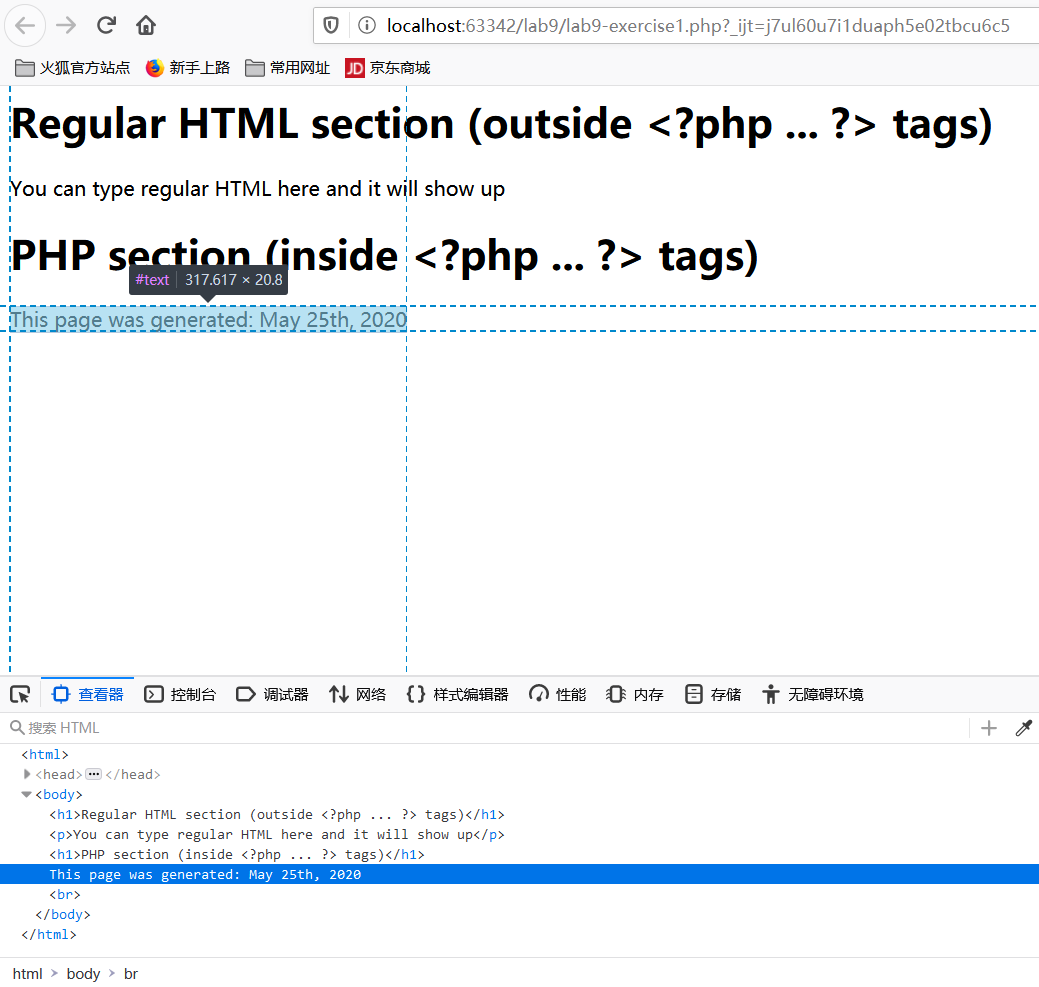 localhost:63342/lab9/lab9-exercise1.php?_ijt=j7ul60u7i1duaph5e02tbcu6c5
火狐官方站点 新手上路 常用网址 JD 京东商城
Regular HTML section (outside <?php ... ?> tags)
You can type regular HTML here and it will show up
PHP section (inside <?php ... ?> tags)
#text 317.617 × 20.8
This page was generated: May 25th, 2020
查看器 控制台 调试器 网络 样式编辑器 性能 内存 存储 无障碍环境
搜索 HTML
<html>
<head>•••</head>
<body>
<h1>Regular HTML section (outside <?php ... ?> tags)</h1>
<p>You can type regular HTML here and it will show up</p>
<h1>PHP section (inside <?php ... ?> tags)</h1>
This page was generated: May 25th, 2020
<br>
</body>
</html>
html > body > br